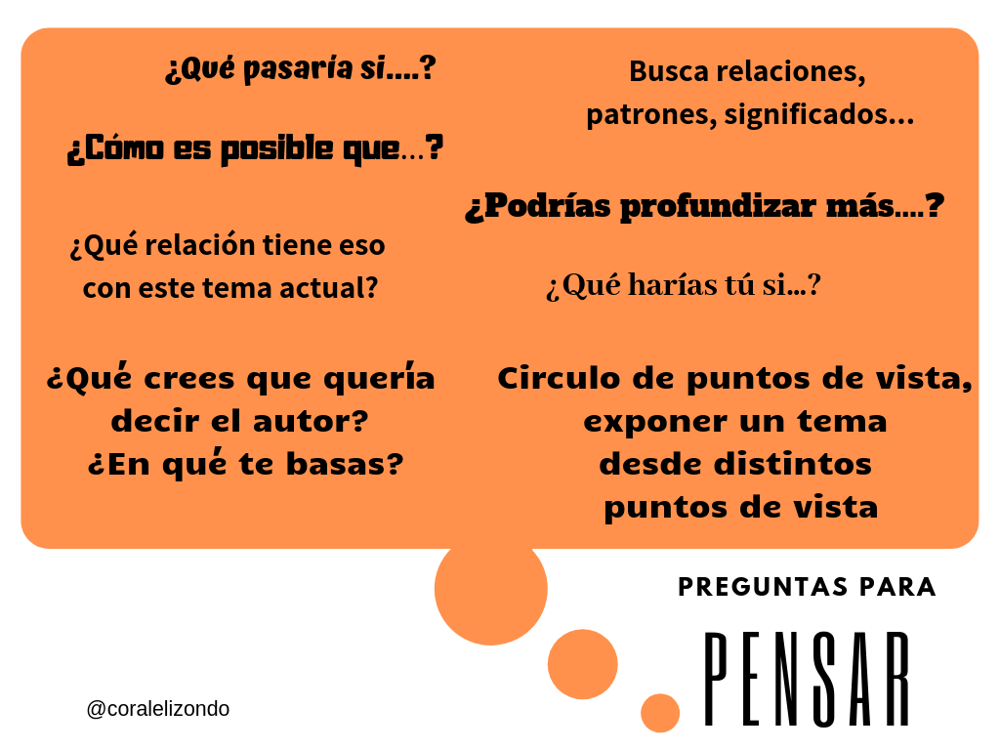 ¿Qué pasaría si....?
¿Cómo es posible que...?
¿Qué relación tiene eso
con este tema actual?
¿Qué crees que quería
decir el autor?
¿En qué te basas?
Busca relaciones,
patrones, significados...
¿Podrías profundizar más....?
¿Qué harías tú si...?
Circulo de puntos de vista,
exponer un tema
desde distintos
puntos de vista
PREGUNTAS PARA
PENSAR
@coralelizondo